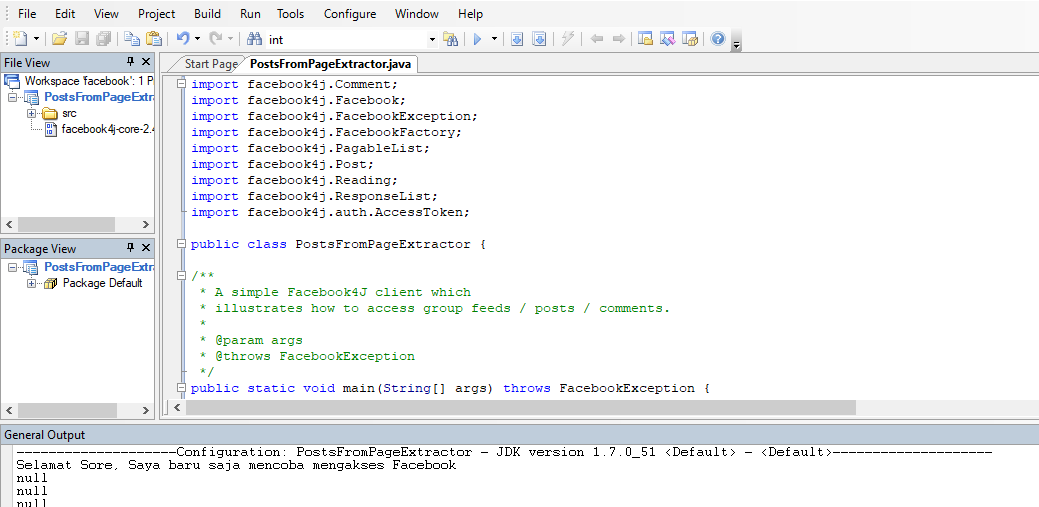 File Edit View Project Build Run Tools Configure Window Help
int
File View
Workspace 'facebook': 1 P
PostsFromPageExtra
src
facebook4j-core-2.4
Package View
PostsFromPageExtra
Package Default
Start Page PostsFromPageExtractor.java
import facebook4j.Comment;
import facebook4j.Facebook;
import facebook4j.FacebookException;
import facebook4j.FacebookFactory;
import facebook4j.PagableList;
import facebook4j.Post;
import facebook4j.Reading;
import facebook4j.ResponseList;
import facebook4j.auth.AccessToken;
public class PostsFromPageExtractor {
/**
* A simple Facebook4J client which
* illustrates how to access group feeds / posts / comments.
*
* @param args
* @throws FacebookException
*/
public static void main(String[] args) throws FacebookException {
General Output
--------------------Configuration: PostsFromPageExtractor - JDK version 1.7.0_51 <Default> - <Default>--------------------
Selamat Sore, Saya baru saja mencoba mengakses Facebook
null
null
null